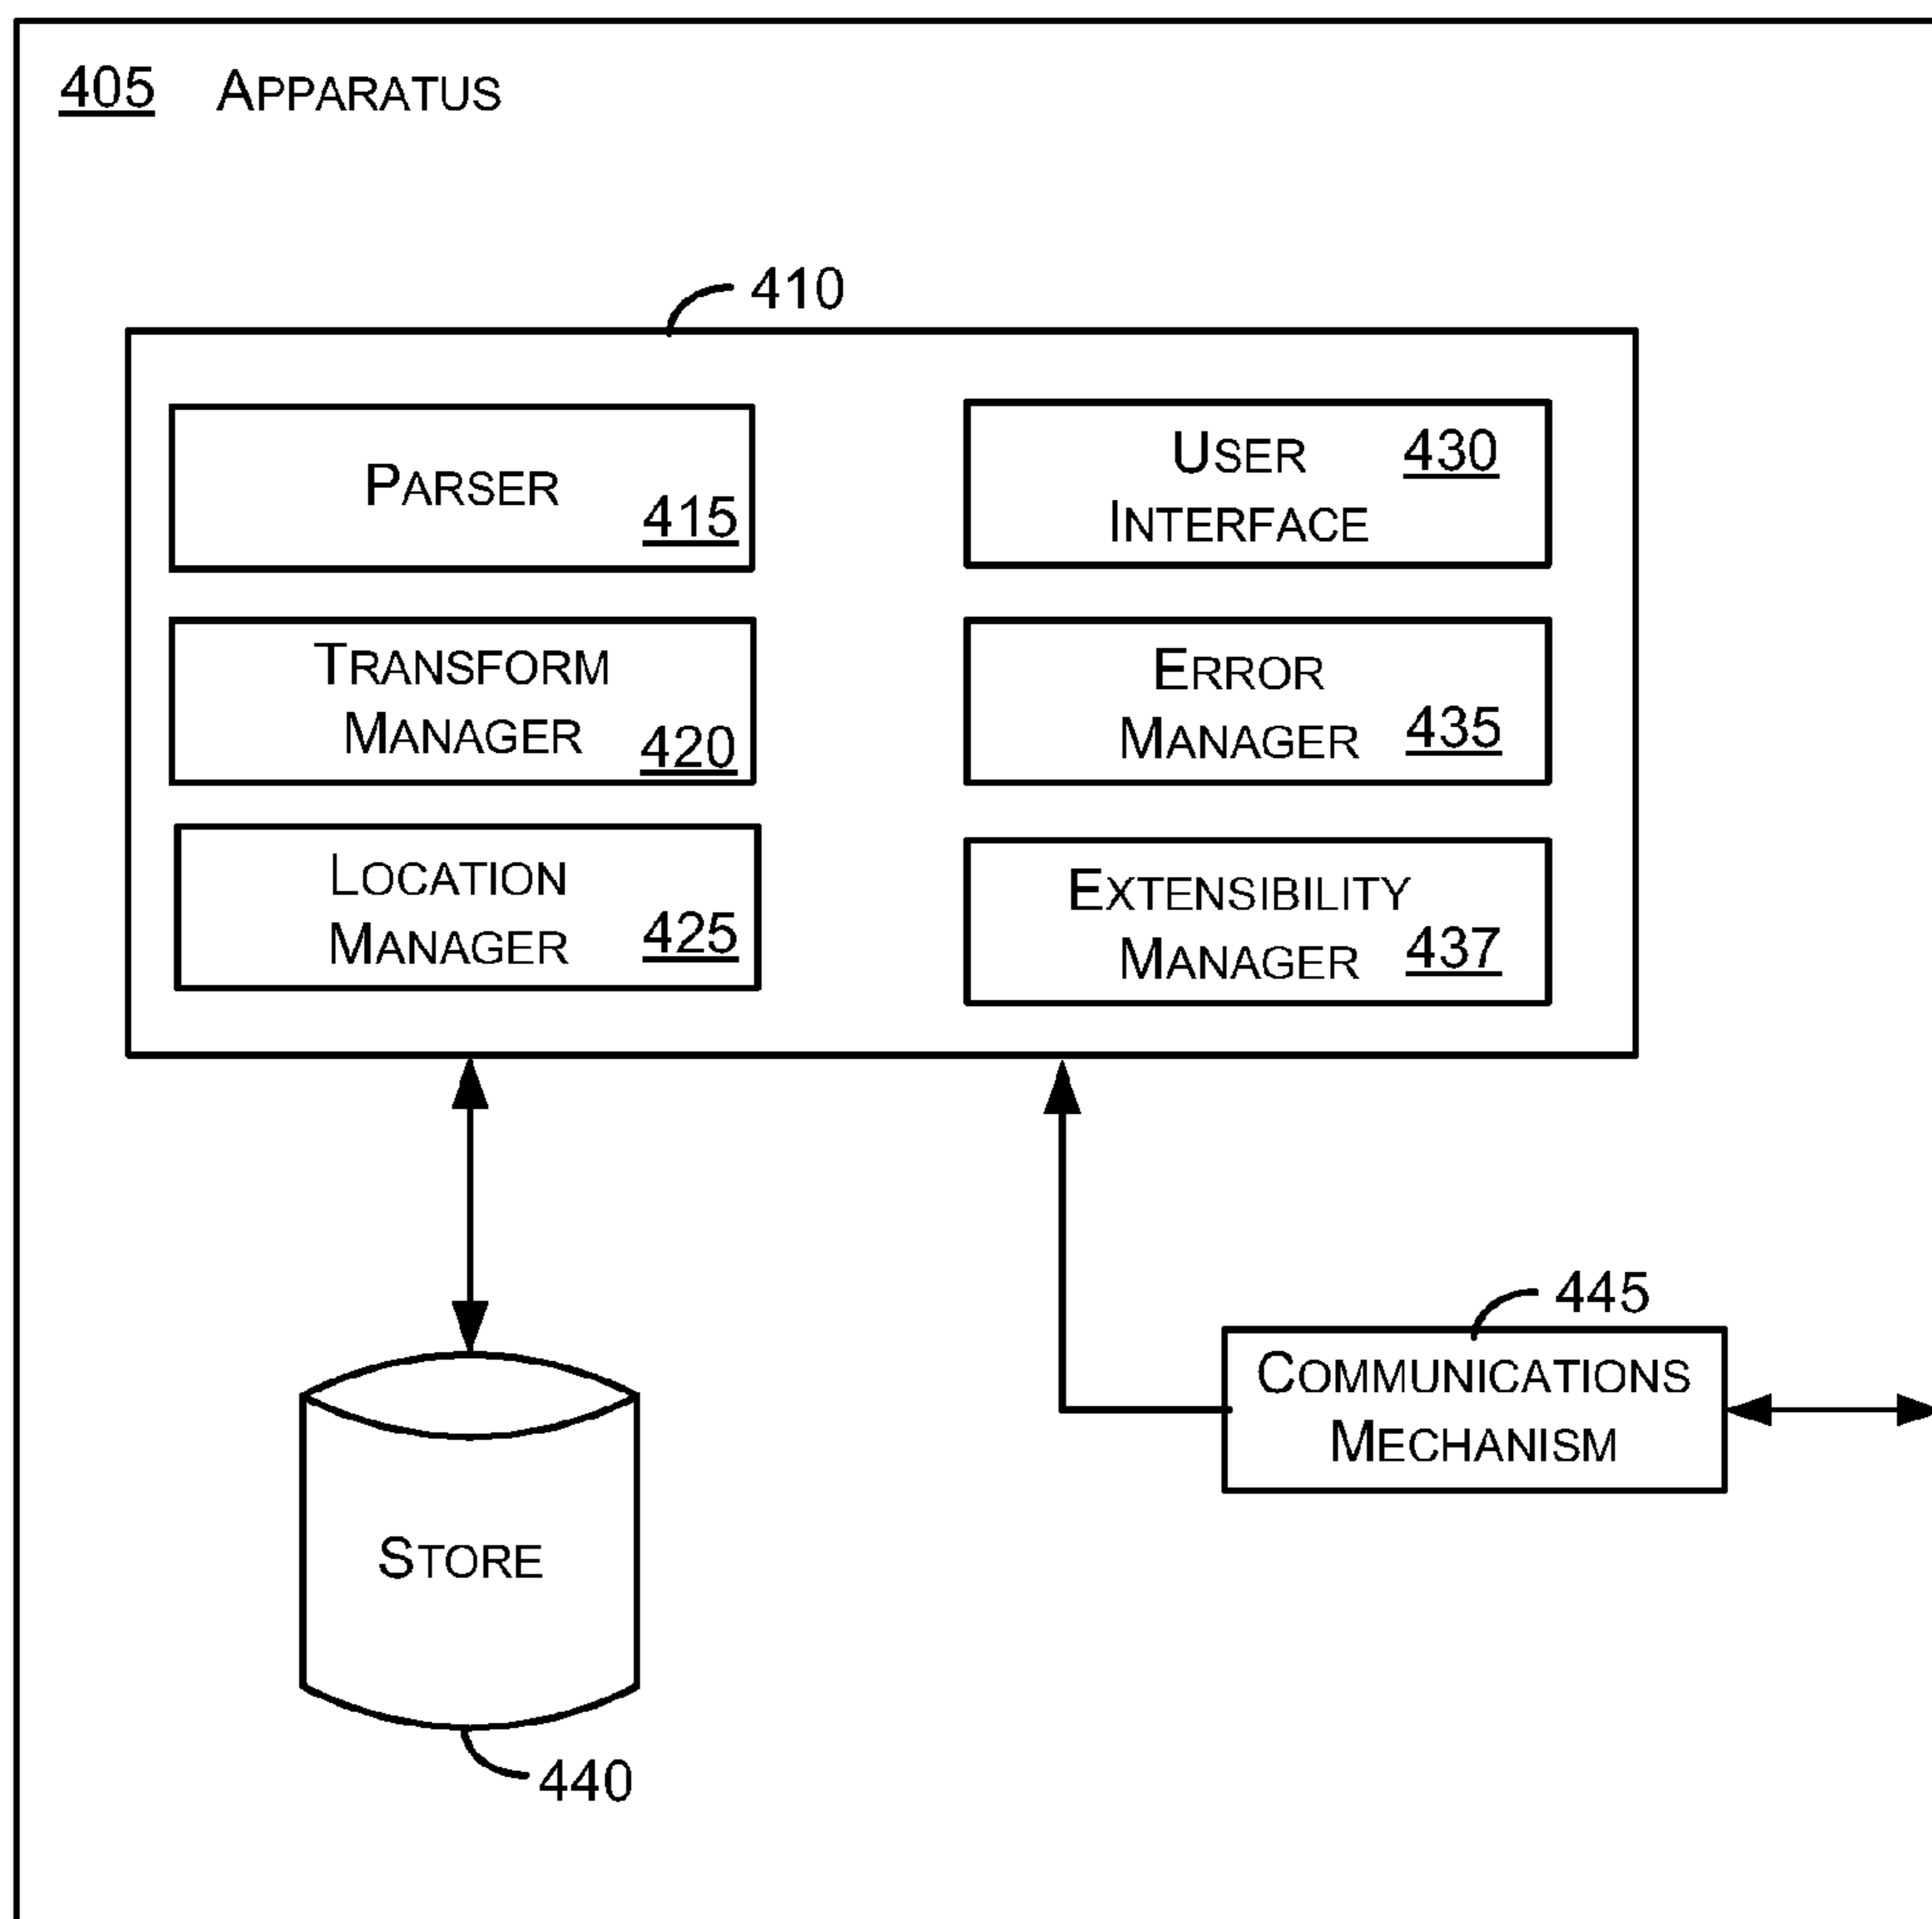 405 APPARATUS
410
PARSER
415
USER 430
INTERFACE
TRANSFORM
MANAGER 420
ERROR
MANAGER 435
LOCATION
MANAGER 425
EXTENSIBILITY
MANAGER 437
445
COMMUNICATIONS
MECHANISM
STORE
440